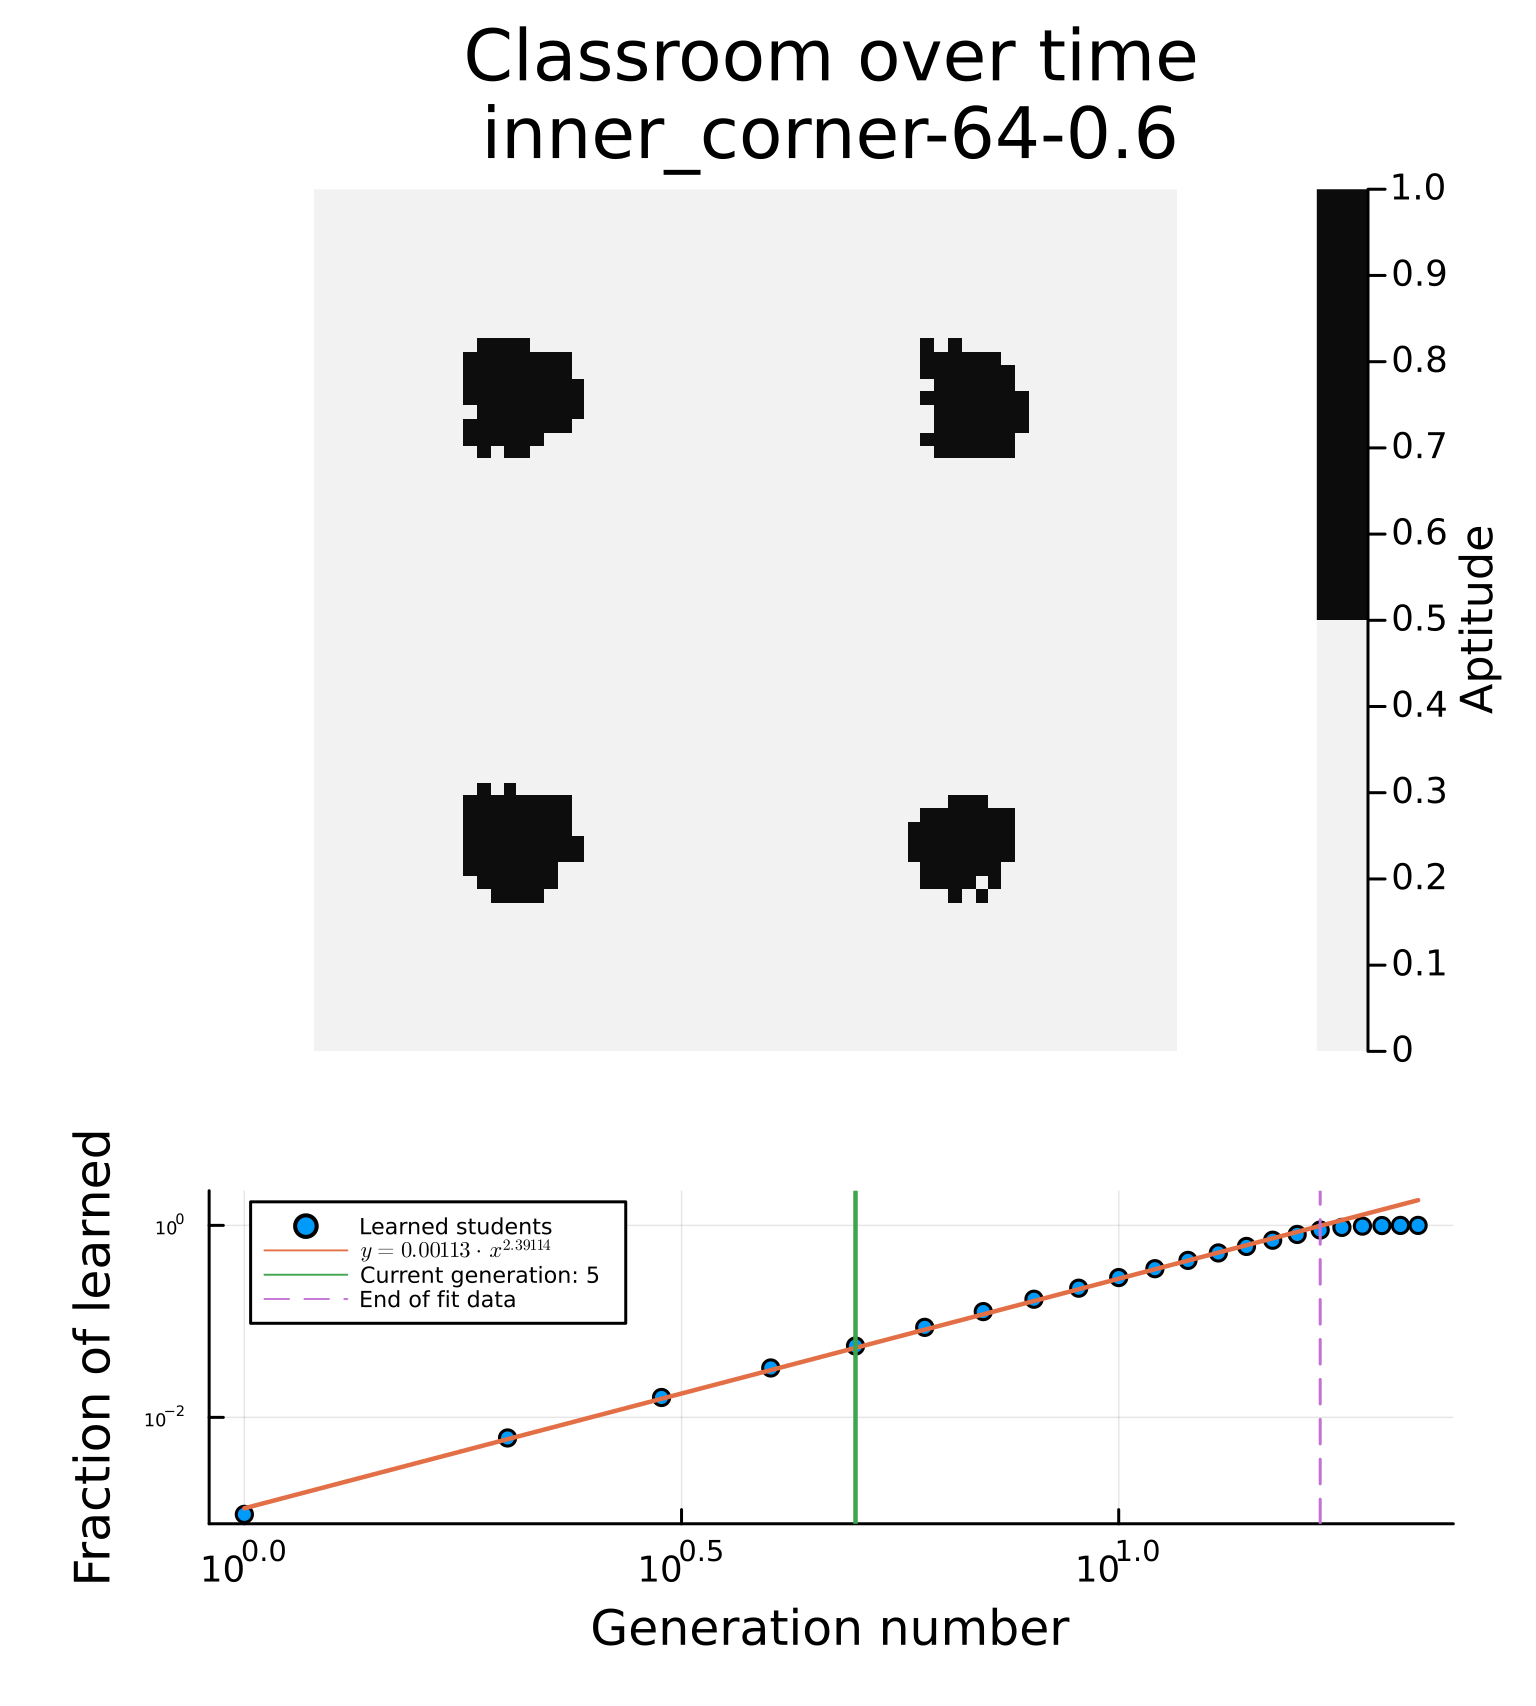 Classroom over time
inner_corner-64-0.6
1.0
0.9
0.8
0.7
0.6
0.5
0.4
0.3
0.2
0.1
0
Aptitude
Fraction of learned
10^0
10^−2
Learned students
y = 0.00113 · x^2.39114
Current generation: 5
End of fit data
10^0.0 10^0.5 10^1.0
Generation number